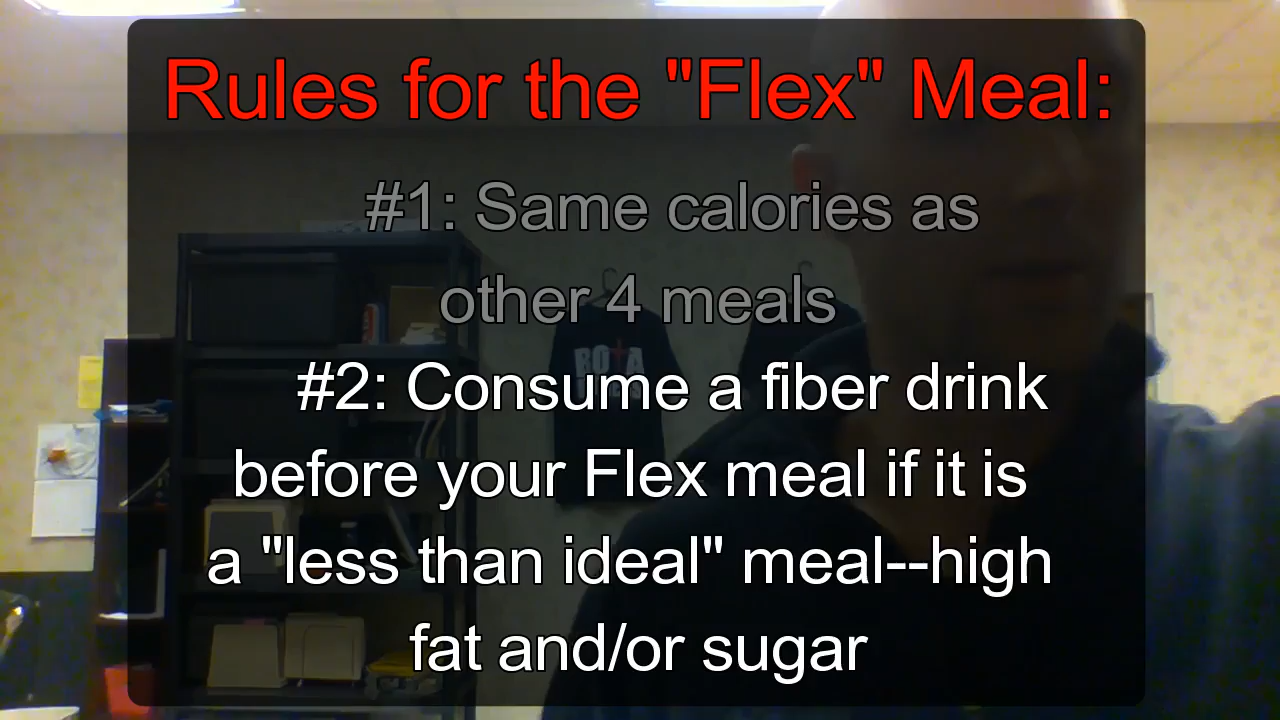 Rules for the "Flex" Meal:
#1: Same calories as
other 4 meals
#2: Consume a fiber drink
before your Flex meal if it is
a "less than ideal" meal--high
fat and/or sugar